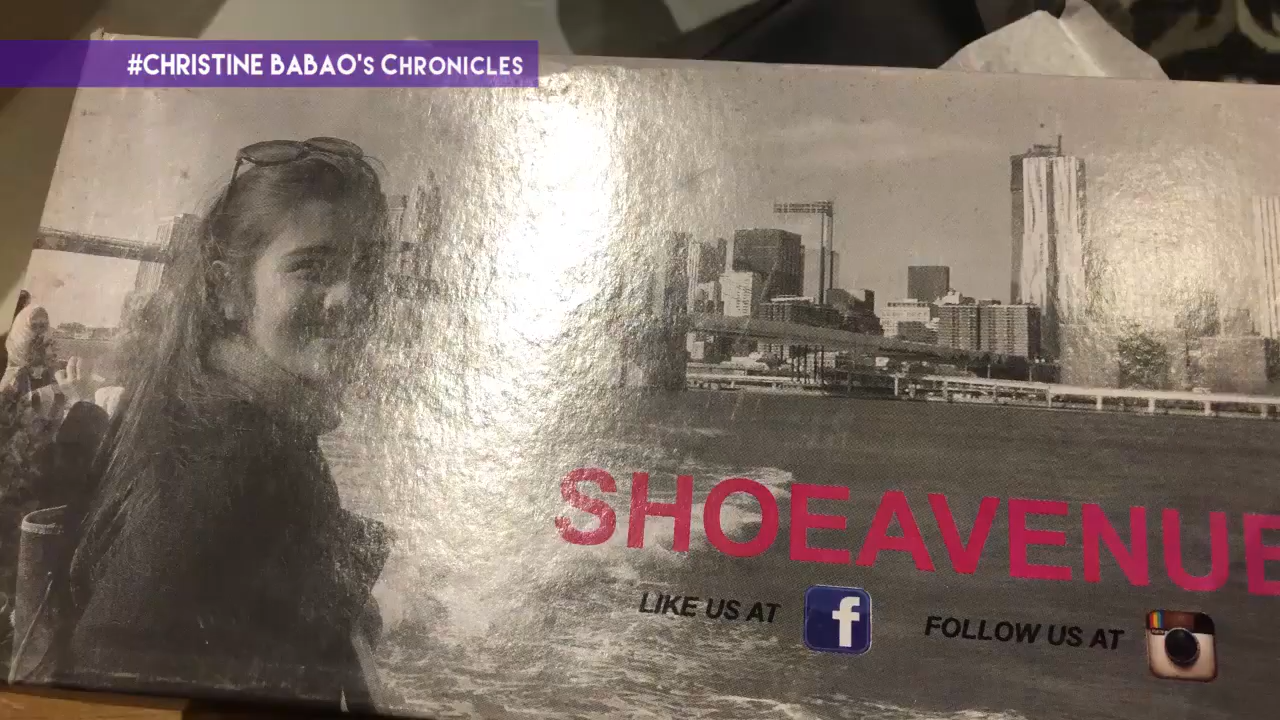 #CHRISTINE BABAO'S CHRONICLES
SHOEAVENUE
LIKE US AT f
FOLLOW US AT